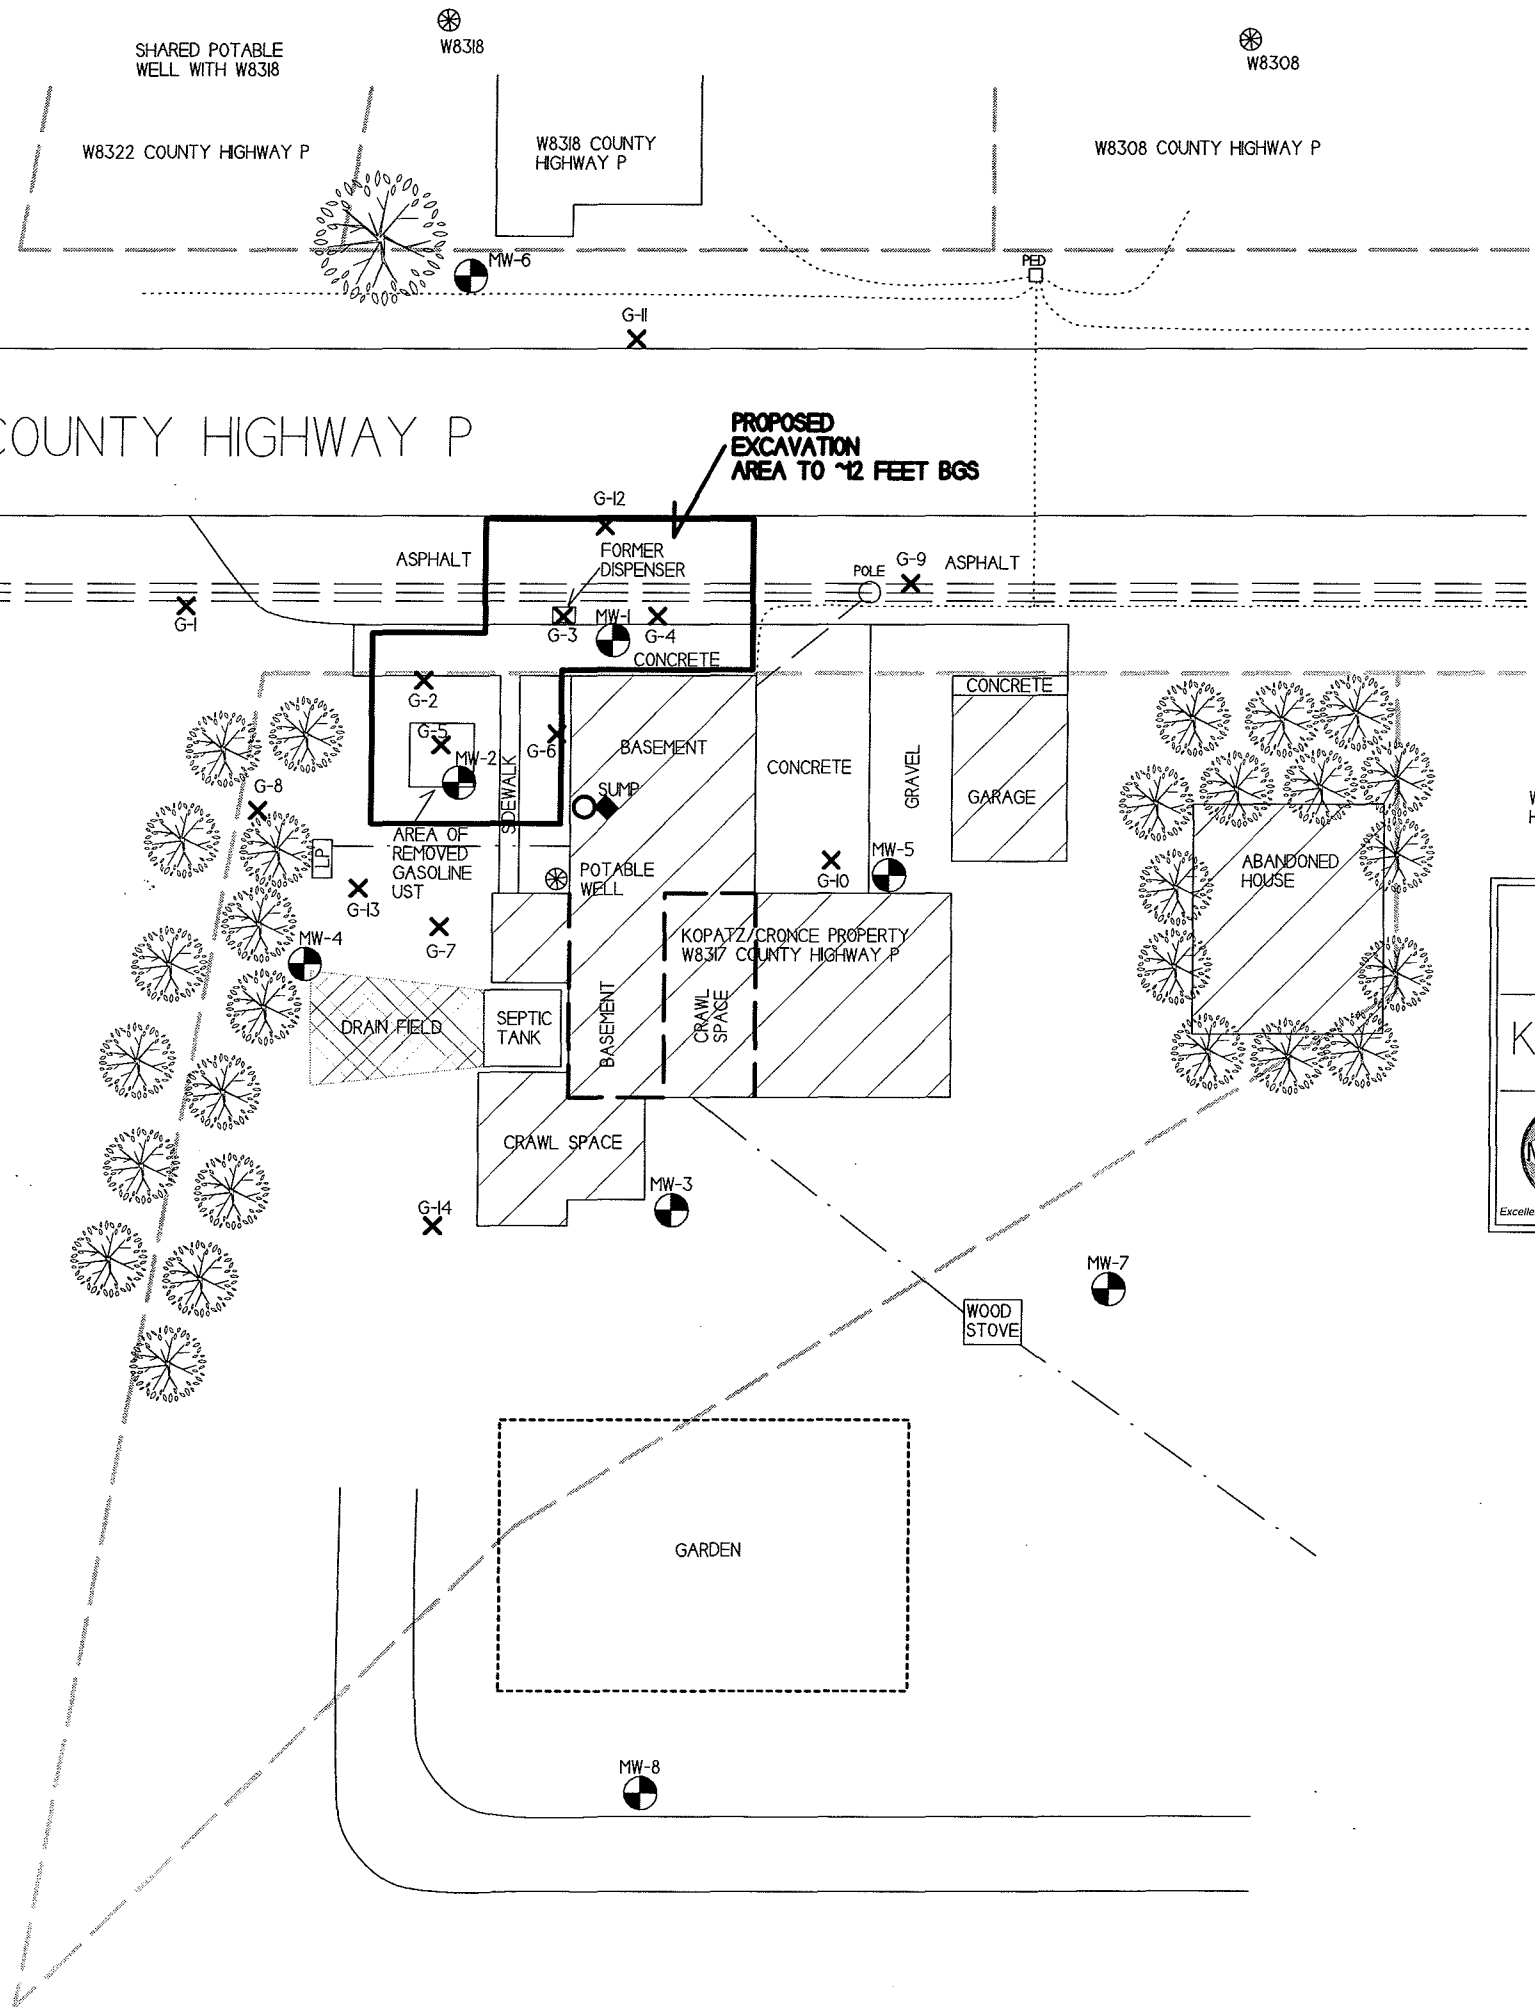 W8318
W8308
SHARED POTABLE
WELL WITH W8318
W8322 COUNTY HIGHWAY P
W8318 COUNTY
HIGHWAY P
W8308 COUNTY HIGHWAY P
MW-6
PED
G-11
COUNTY HIGHWAY P
PROPOSED
EXCAVATION
AREA TO ~12 FEET BGS
G-12
ASPHALT
FORMER
DISPENSER
POLE
G-9
ASPHALT
G-1
G-3
MW-1
G-4
CONCRETE
G-2
CONCRETE
G-5
G-6
BASEMENT
MW-2
SIDEWALK
CONCRETE
GRAVEL
GARAGE
G-8
SUMP
AREA OF
REMOVED
GASOLINE
UST
LP
POTABLE
WELL
G-10
MW-5
ABANDONED
HOUSE
G-13
G-7
MW-4
KOPATZ/CRONCE PROPERTY
W8317 COUNTY HIGHWAY P
DRAIN FIELD
SEPTIC
TANK
BASEMENT
CRAWL
SPACE
K
CRAWL SPACE
G-14
MW-3
Excelle
MW-7
WOOD
STOVE
GARDEN
MW-8